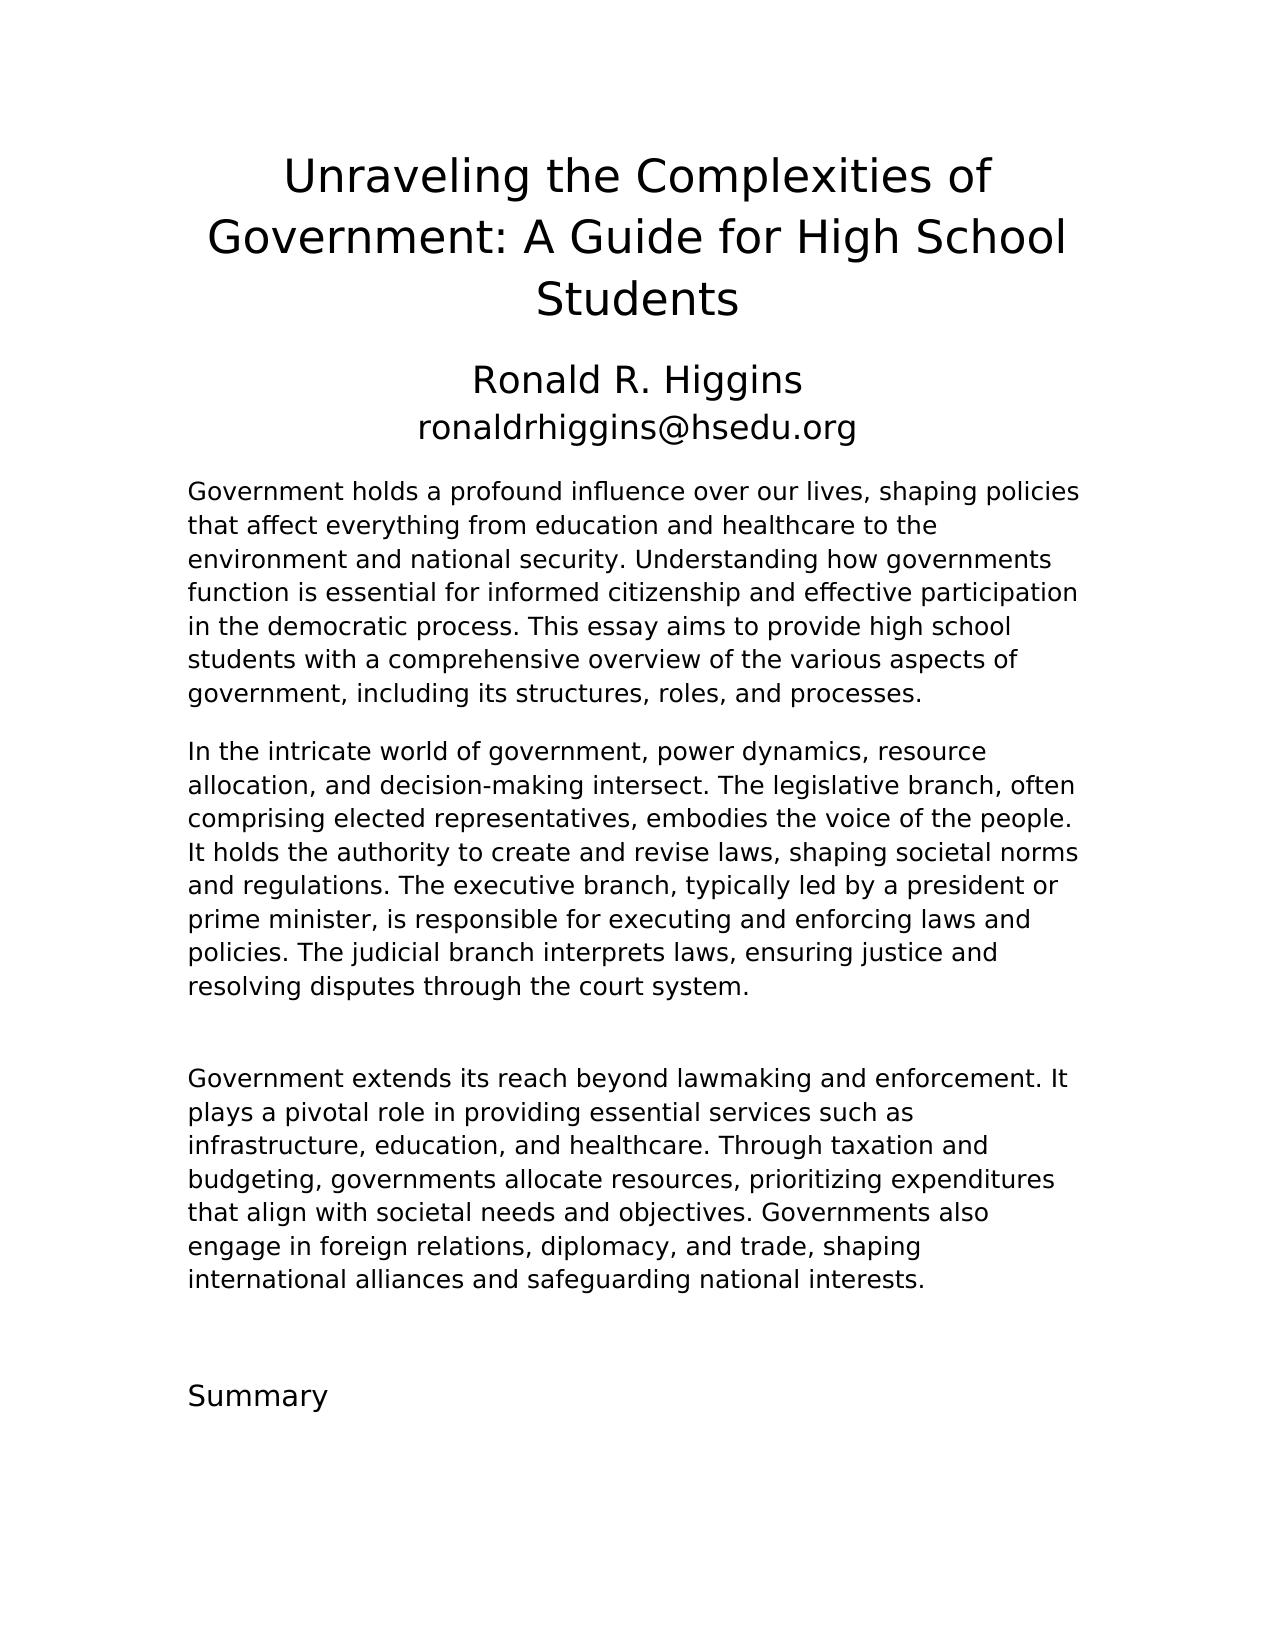 Unraveling the Complexities of
Government: A Guide for High School
Students
Ronald R. Higgins
ronaldrhiggins@hsedu.org
Government holds a profound influence over our lives, shaping policies
that affect everything from education and healthcare to the
environment and national security. Understanding how governments
function is essential for informed citizenship and effective participation
in the democratic process. This essay aims to provide high school
students with a comprehensive overview of the various aspects of
government, including its structures, roles, and processes.
In the intricate world of government, power dynamics, resource
allocation, and decision-making intersect. The legislative branch, often
comprising elected representatives, embodies the voice of the people.
It holds the authority to create and revise laws, shaping societal norms
and regulations. The executive branch, typically led by a president or
prime minister, is responsible for executing and enforcing laws and
policies. The judicial branch interprets laws, ensuring justice and
resolving disputes through the court system.
Government extends its reach beyond lawmaking and enforcement. It
plays a pivotal role in providing essential services such as
infrastructure, education, and healthcare. Through taxation and
budgeting, governments allocate resources, prioritizing expenditures
that align with societal needs and objectives. Governments also
engage in foreign relations, diplomacy, and trade, shaping
international alliances and safeguarding national interests.
Summary